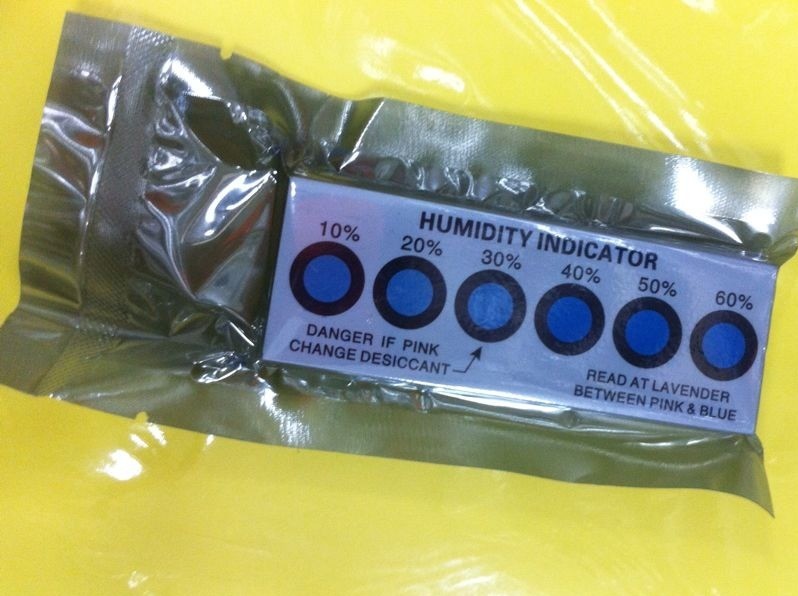 HUMIDITY INDICATOR
10% 20% 30% 40% 50% 60%
DANGER IF PINK
CHANGE DESICCANT
READ AT LAVENDER
BETWEEN PINK & BLUE